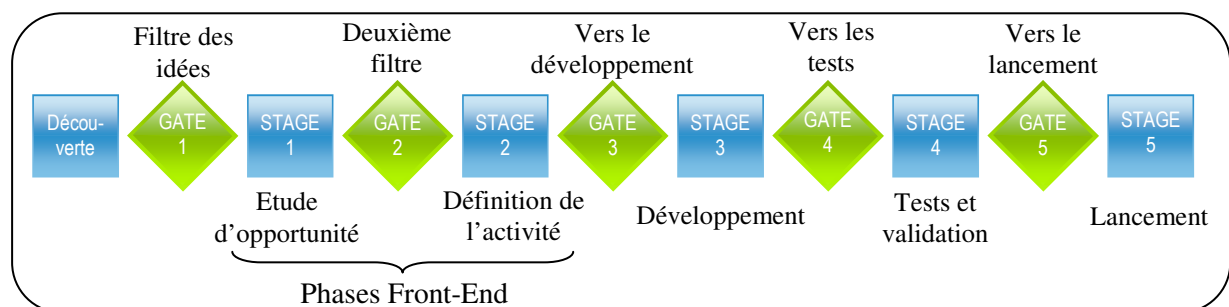 Filtre des
idées
Deuxième
filtre
Vers le
développement
Vers les
tests
Vers le
lancement
Décou-
verte
GATE
1
STAGE
1
GATE
2
STAGE
2
GATE
3
STAGE
3
GATE
4
STAGE
4
GATE
5
STAGE
5
Etude
d’opportunité
Définition de
l’activité
Développement
Tests et
validation
Lancement
Phases Front-End